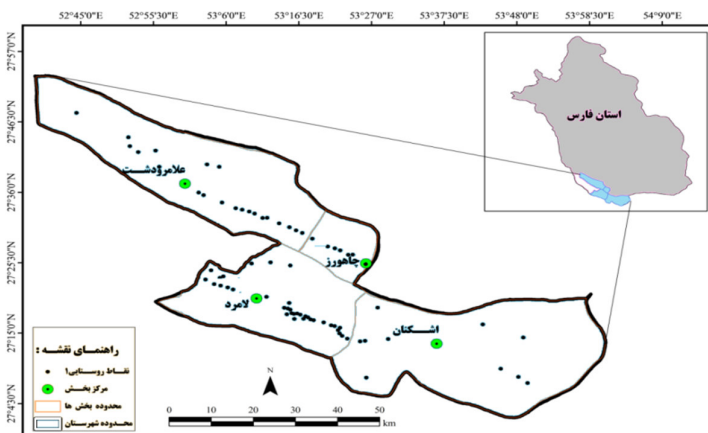 52°45'0"E 52°55'30"E 53°6'0"E 53°16'30"E 53°27'0"E 53°37'30"E 53°48'0"E 53°58'30"E 54°9'0"E
27°57'0"N
27°46'30"N
27°36'0"N
27°25'30"N
27°15'0"N
27°4'30"N
استان فارس
علامرودشت
چاهورز
لامرد
اشکنان
راهنمای نقشه :
نقاط روستایی1
مرکز بخش
محدوده بخش ها
محدوده شهرستان
N
0 10 20 30 40 50
km